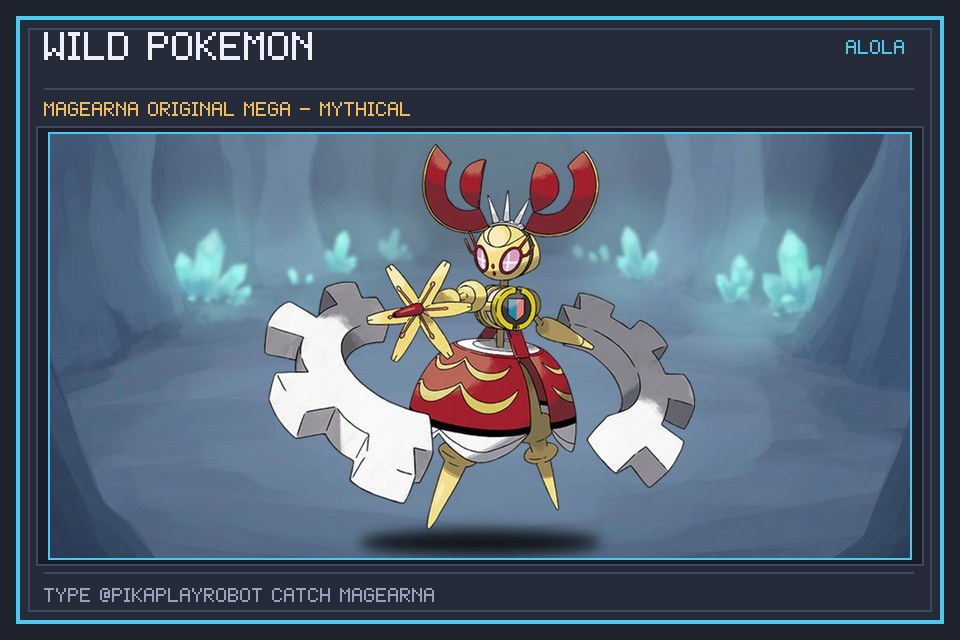 WILD POKEMON
ALOLA
MAGEARNA ORIGINAL MEGA - MYTHICAL
TYPE @PIKAPLAYROBOT CATCH MAGEARNA